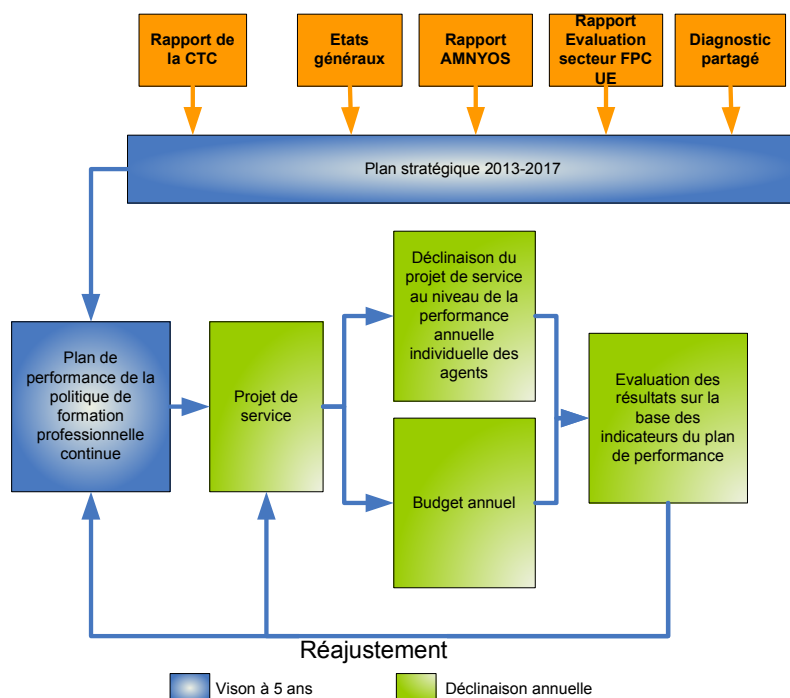 Rapport de
la CTC
Etats
généraux
Rapport
AMNYOS
Rapport
Evaluation
secteur FPC
UE
Diagnostic
partagé
Plan stratégique 2013-2017
Plan de
performance de la
politique de
formation
professionnelle
continue
Projet de
service
Déclinaison du
projet de service
au niveau de la
performance
annuelle
individuelle des
agents
Budget annuel
Evaluation des
résultats sur la
base des
indicateurs du plan
de performance
Réajustement
Vison à 5 ans
Déclinaison annuelle